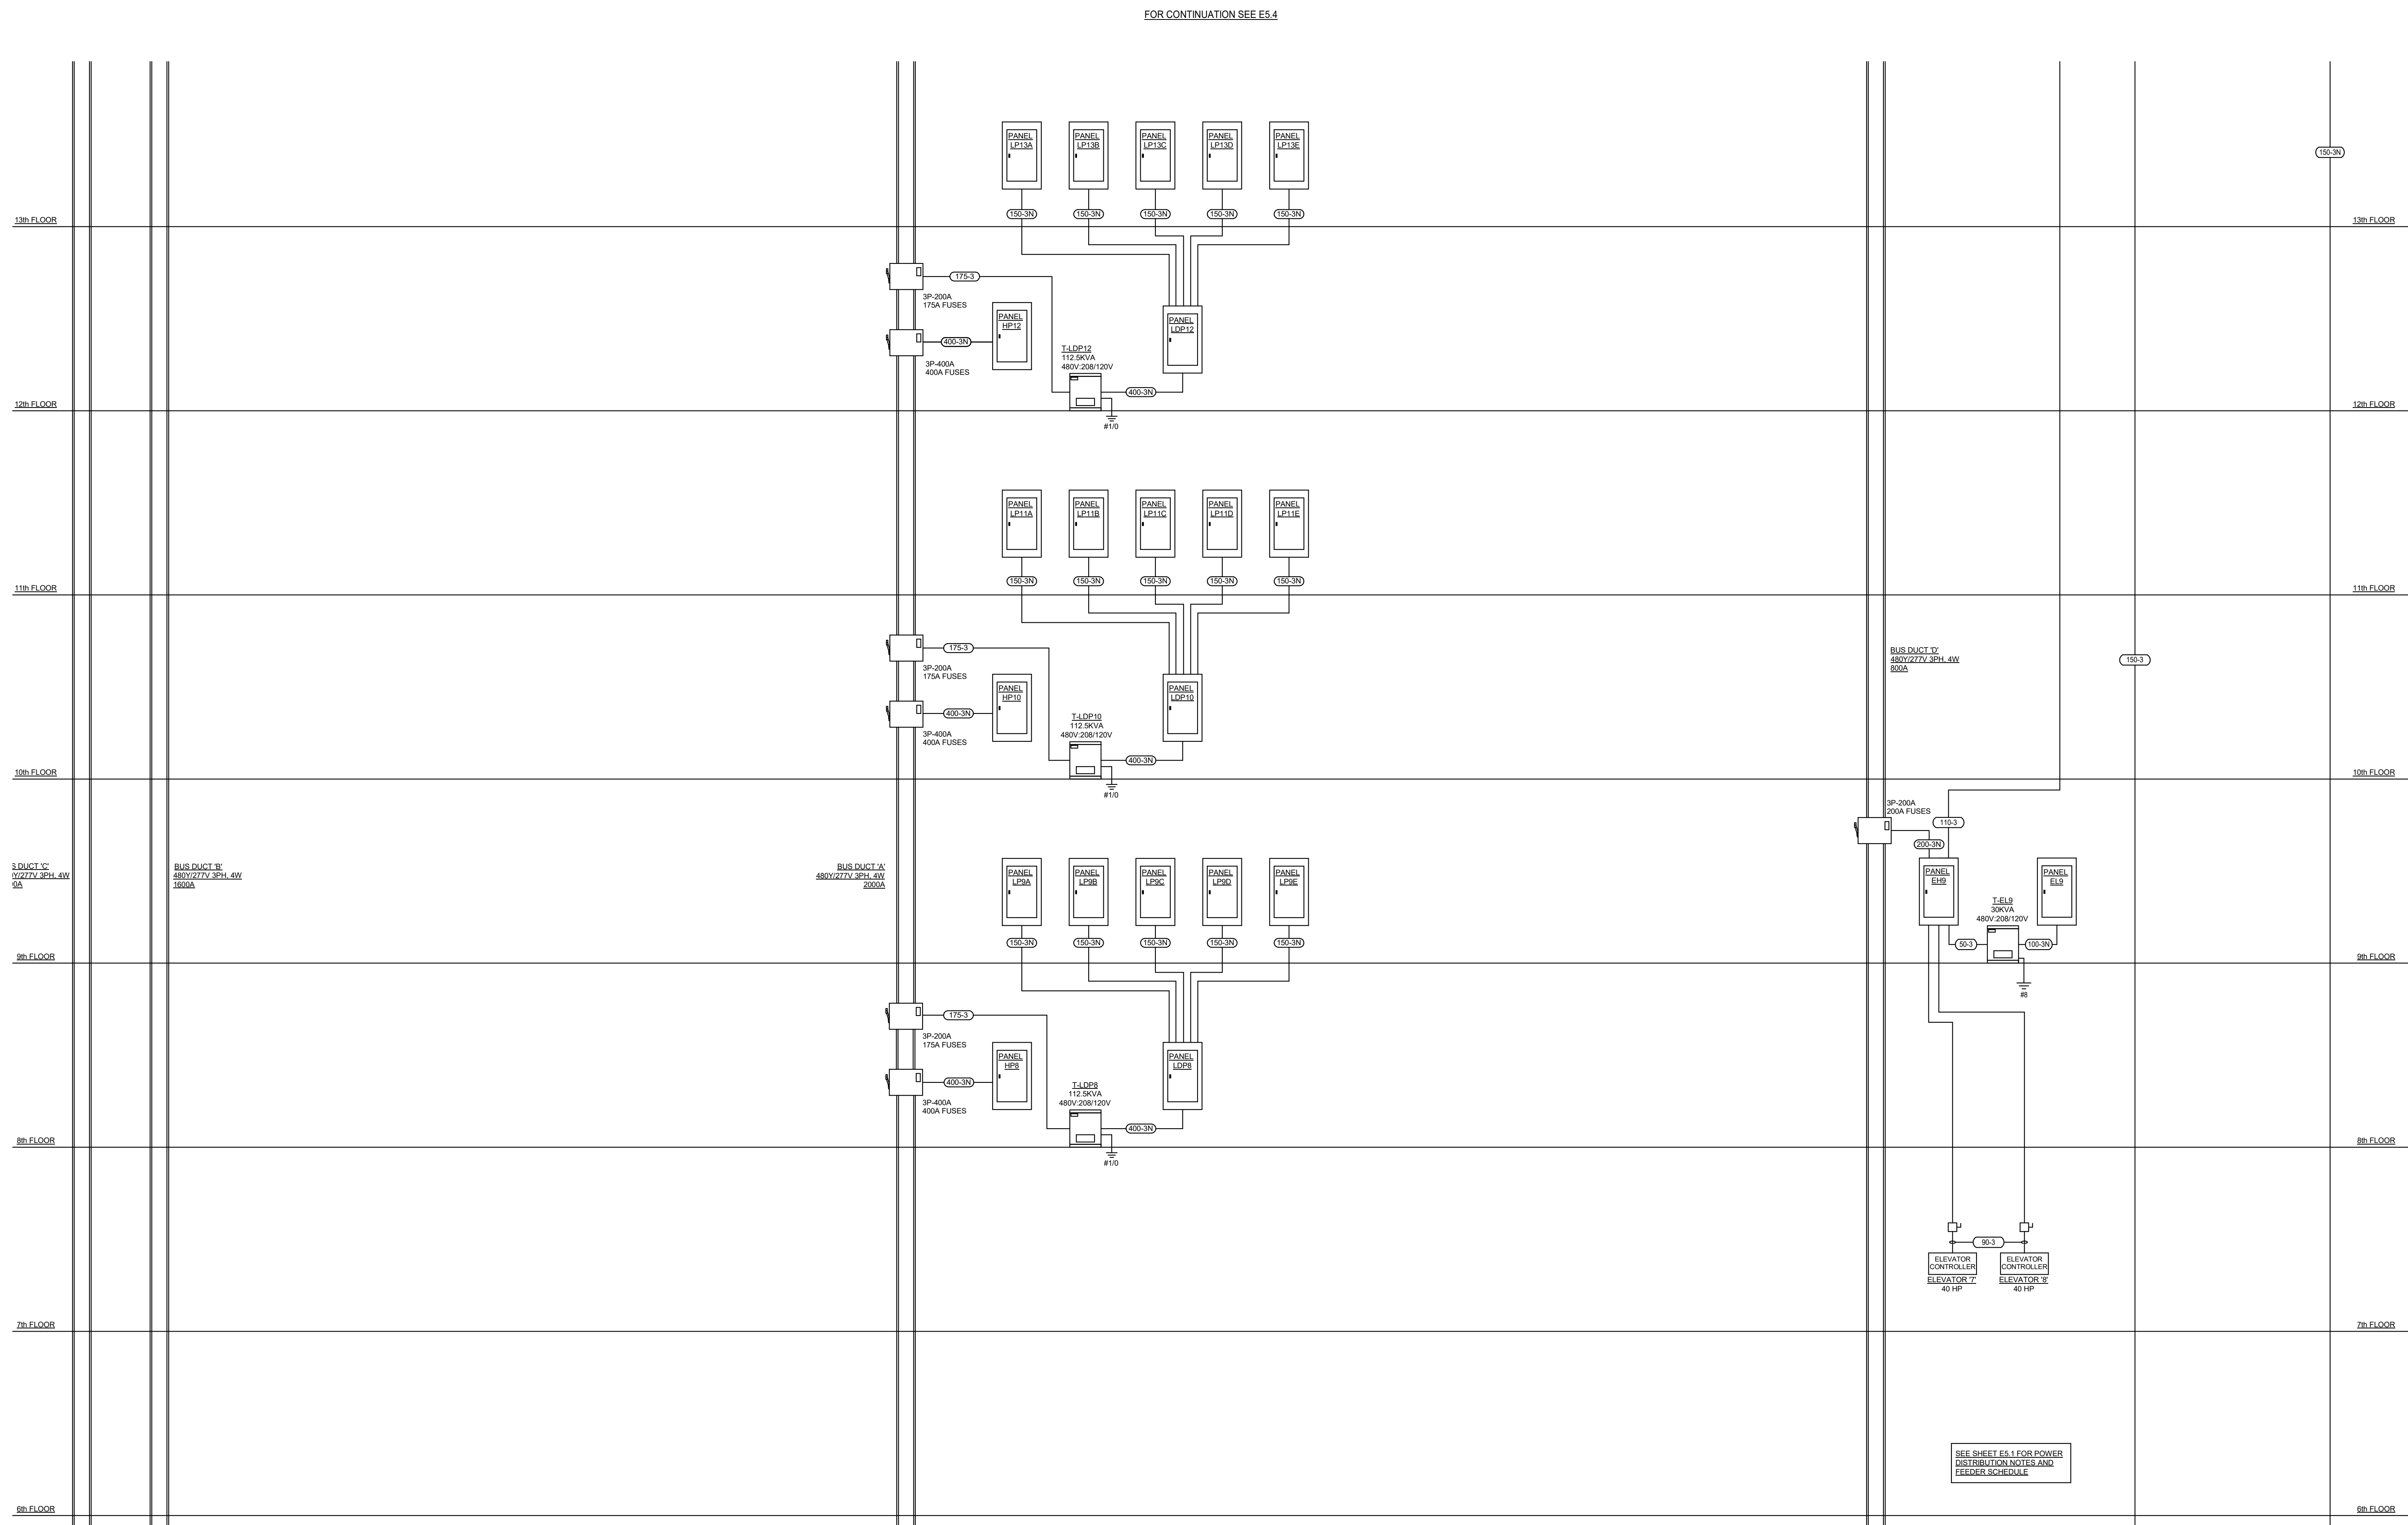 FOR CONTINUATION SEE E5.4
PANEL
LP13A
PANEL
LP13B
PANEL
LP13C
PANEL
LP13D
PANEL
LP13E
150-3N
150-3N
150-3N
150-3N
150-3N
150-3N
13th FLOOR
13th FLOOR
175-3
3P-200A
175A FUSES
PANEL
HP12
PANEL
LDP12
400-3N
3P-400A
400A FUSES
T-LDP12
112.5KVA
480V:208/120V
400-3N
12th FLOOR
12th FLOOR
#1/0
PANEL
LP11A
PANEL
LP11B
PANEL
LP11C
PANEL
LP11D
PANEL
LP11E
150-3N
150-3N
150-3N
150-3N
150-3N
11th FLOOR
11th FLOOR
175-3
3P-200A
175A FUSES
BUS DUCT 'D'
480Y/277V 3PH, 4W
800A
150-3
PANEL
HP10
PANEL
LDP10
400-3N
3P-400A
400A FUSES
T-LDP10
112.5KVA
480V:208/120V
400-3N
10th FLOOR
10th FLOOR
#1/0
3P-200A
200A FUSES
110-3
200-3N
S DUCT 'C'
0Y/277V 3PH, 4W
00A
BUS DUCT 'B'
480Y/277V 3PH, 4W
1600A
BUS DUCT 'A'
480Y/277V 3PH, 4W
2000A
PANEL
LP9A
PANEL
LP9B
PANEL
LP9C
PANEL
LP9D
PANEL
LP9E
PANEL
EH9
PANEL
EL9
T-EL9
30KVA
480V:208/120V
150-3N
150-3N
150-3N
150-3N
150-3N
50-3
100-3N
9th FLOOR
9th FLOOR
#8
175-3
3P-200A
175A FUSES
PANEL
HP8
PANEL
LDP8
400-3N
3P-400A
400A FUSES
T-LDP8
112.5KVA
480V:208/120V
400-3N
8th FLOOR
8th FLOOR
#1/0
90-3
ELEVATOR
CONTROLLER
ELEVATOR '7'
40 HP
ELEVATOR
CONTROLLER
ELEVATOR '8'
40 HP
7th FLOOR
7th FLOOR
SEE SHEET E5.1 FOR POWER
DISTRIBUTION NOTES AND
FEEDER SCHEDULE
6th FLOOR
6th FLOOR